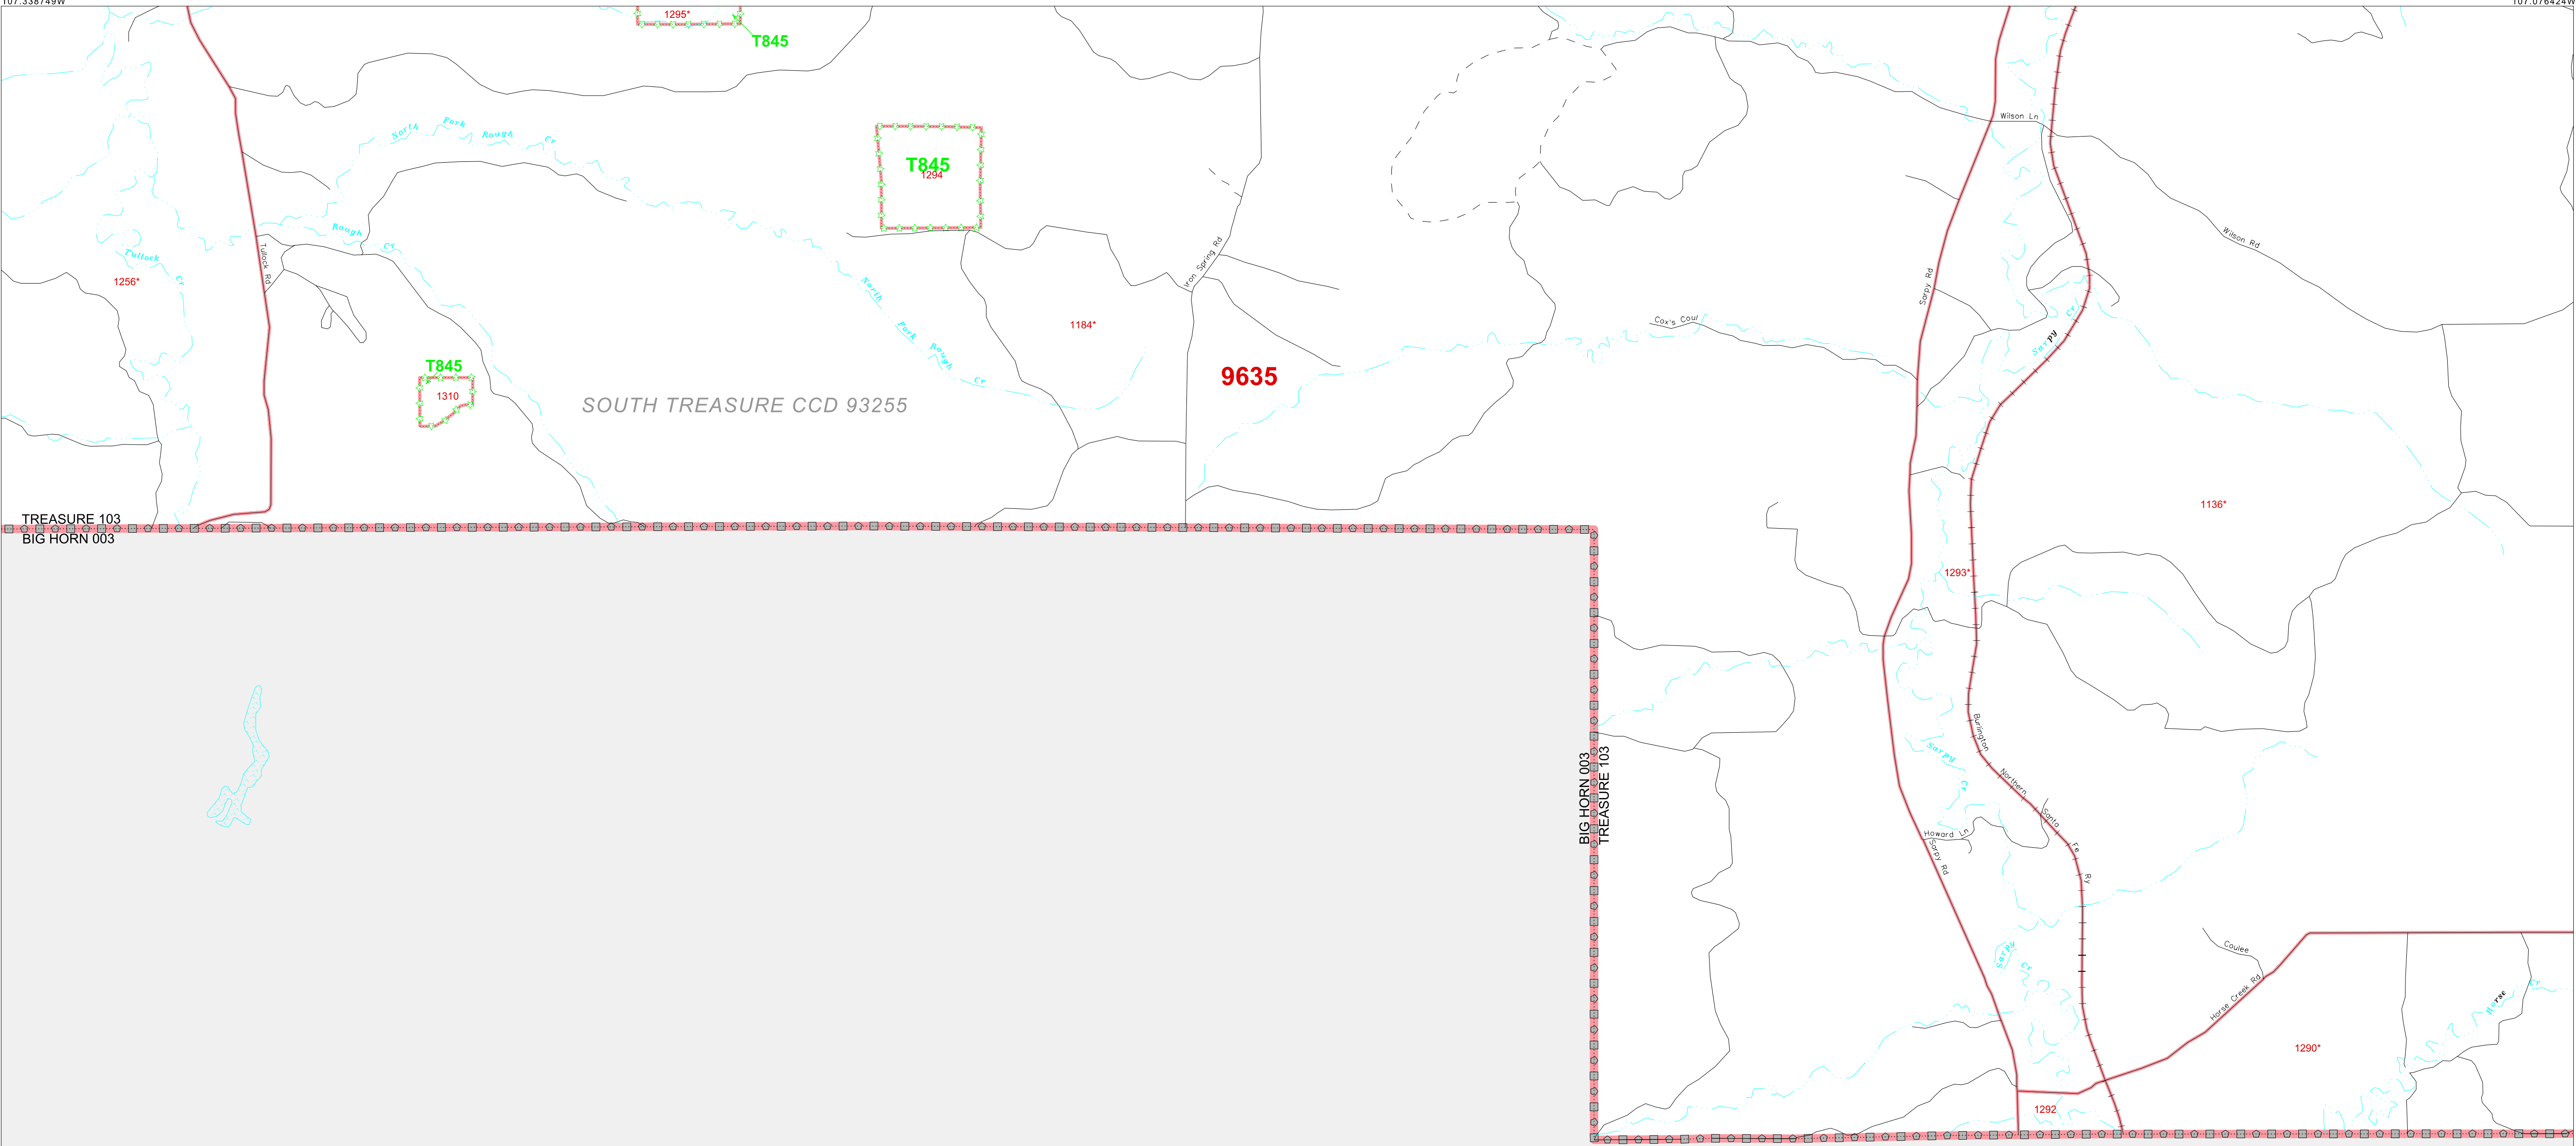 107.338749W
107.076424W
1295*
T845
Wilson Ln
North Fork Rough Cr
T845
1294
Rough Cr
Tullock Rd
Tullock Cr
1256*
Iron Spring Rd
Wilson Rd
Sarpy Rd
North Fork Rough Cr
1184*
Cox's Coul
Sarpy Cr
T845
1310
9635
SOUTH TREASURE CCD 93255
1136*
TREASURE 103
BIG HORN 003
1293*
Burlington Northern Santa Fe Ry
Sarpy Cr
BIG HORN 003
TREASURE 103
Howard Ln
Sarpy Rd
Sarpy Cr
Coulee
Horse Creek Rd
Horse Cr
1290*
1292